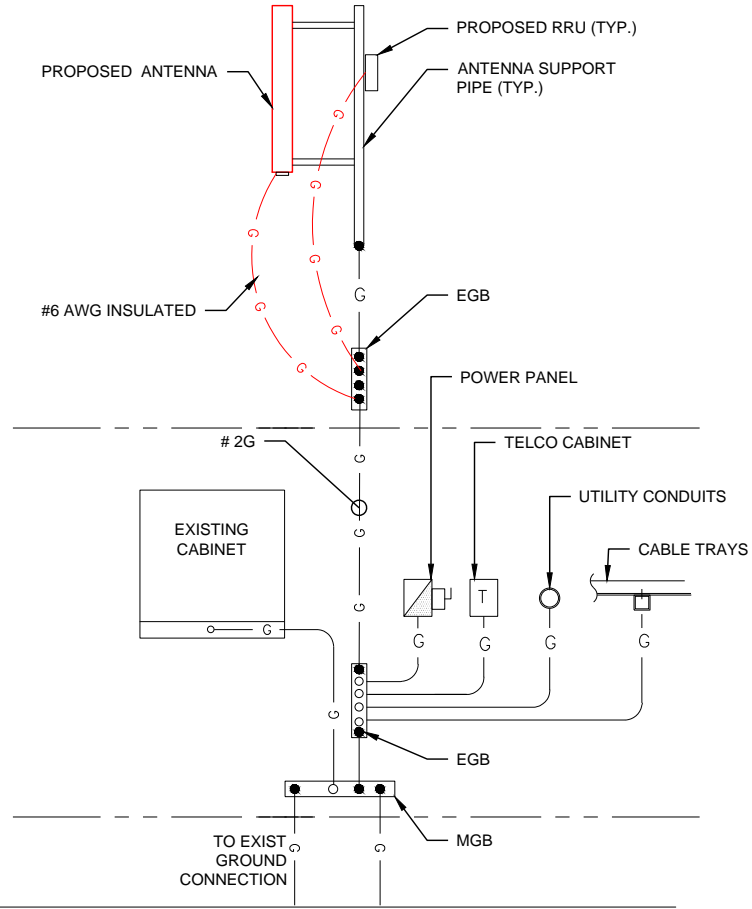 PROPOSED RRU (TYP.)
PROPOSED ANTENNA
ANTENNA SUPPORT
PIPE (TYP.)
G
G
G
G
G
G
#6 AWG INSULATED
G
G
G
EGB
POWER PANEL
# 2G
TELCO CABINET
G
UTILITY CONDUITS
EXISTING
CABINET
G
CABLE TRAYS
T
G
G
G
G
G
G
G
EGB
MGB
TO EXIST
GROUND
CONNECTION
G
G